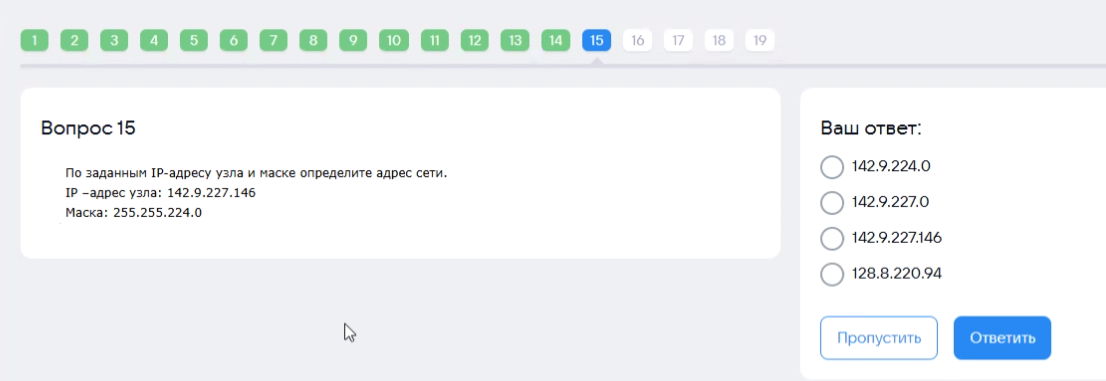 1 2 3 4 5 6 7 8 9 10 11 12 13 14 15 16 17 18 19
Вопрос 15
По заданным IP-адресу узла и маске определите адрес сети.
IP –адрес узла: 142.9.227.146
Маска: 255.255.224.0
Ваш ответ:
142.9.224.0
142.9.227.0
142.9.227.146
128.8.220.94
Пропустить
Ответить